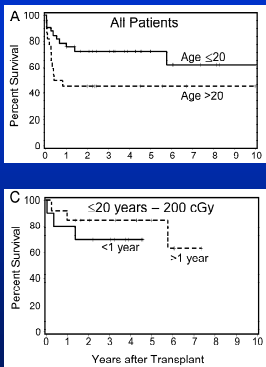 A
All Patients
Percent Survival
100
80
60
40
20
0
Age ≤20
Age >20
0 1 2 3 4 5 6 7 8 9 10
C
≤20 years – 200 cGy
Percent Survival
100
80
60
40
20
0
<1 year
>1 year
0 1 2 3 4 5 6 7 8 9 10
Years after Transplant